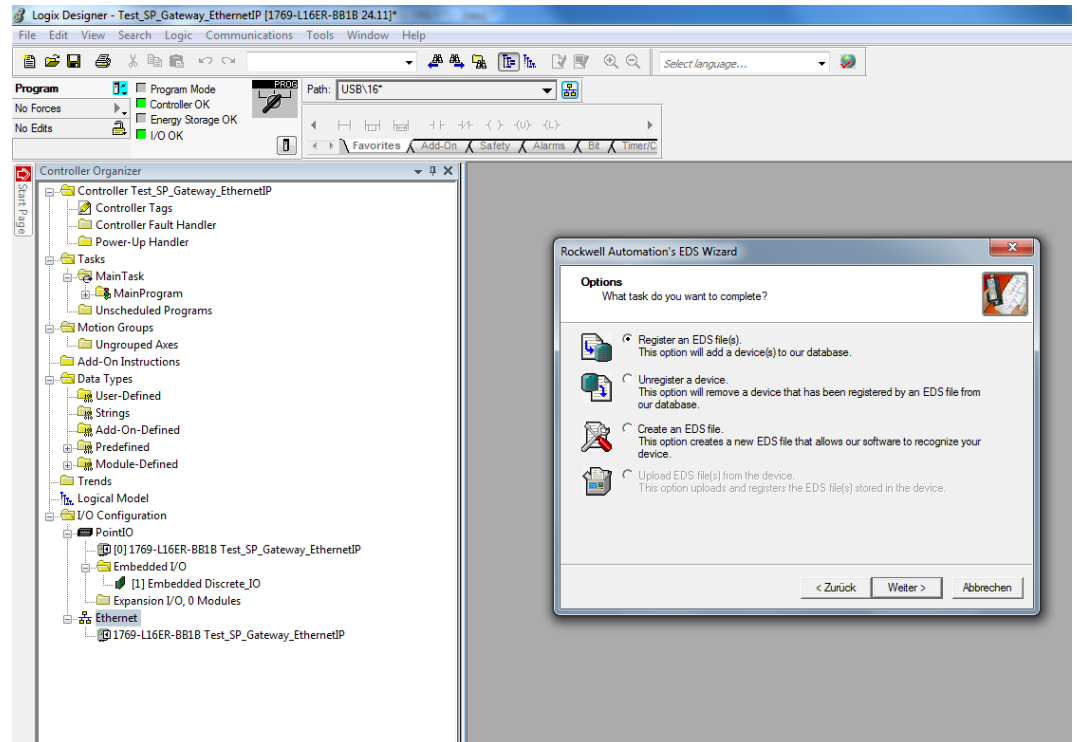 Logix Designer - Test_SP_Gateway_EthernetIP [1769-L16ER-BB1B 24.11]*
File Edit View Search Logic Communications Tools Window Help
Select language...
Program
No Forces
No Edits
Program Mode
Controller OK
Energy Storage OK
I/O OK
PROG
Path: USB\16*
Favorites Add-On Safety Alarms Bit Timer/C
Start Page
Controller Organizer
Controller Test_SP_Gateway_EthernetIP
Controller Tags
Controller Fault Handler
Power-Up Handler
Tasks
MainTask
MainProgram
Unscheduled Programs
Motion Groups
Ungrouped Axes
Add-On Instructions
Data Types
User-Defined
Strings
Add-On-Defined
Predefined
Module-Defined
Trends
Logical Model
I/O Configuration
PointIO
[0] 1769-L16ER-BB1B Test_SP_Gateway_EthernetIP
Embedded I/O
[1] Embedded Discrete_IO
Expansion I/O, 0 Modules
Ethernet
1769-L16ER-BB1B Test_SP_Gateway_EthernetIP
Rockwell Automation's EDS Wizard
Options
What task do you want to complete?
Register an EDS file(s).
This option will add a device(s) to our database.
Unregister a device.
This option will remove a device that has been registered by an EDS file from
our database.
Create an EDS file.
This option creates a new EDS file that allows our software to recognize your
device.
Upload EDS file(s) from the device.
This option uploads and registers the EDS file(s) stored in the device.
< Zurück Weiter > Abbrechen